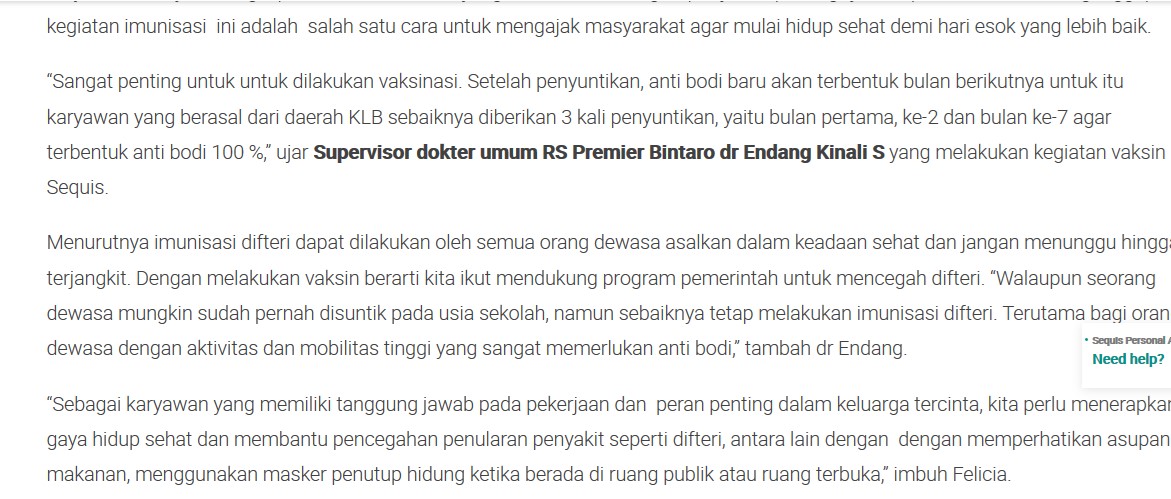 kegiatan imunisasi  ini adalah  salah satu cara untuk mengajak masyarakat agar mulai hidup sehat demi hari esok yang lebih baik.
“Sangat penting untuk untuk dilakukan vaksinasi. Setelah penyuntikan, anti bodi baru akan terbentuk bulan berikutnya untuk itu
karyawan yang berasal dari daerah KLB sebaiknya diberikan 3 kali penyuntikan, yaitu bulan pertama, ke-2 dan bulan ke-7 agar
terbentuk anti bodi 100 %,” ujar Supervisor dokter umum RS Premier Bintaro dr Endang Kinali S yang melakukan kegiatan vaksin
Sequis.
Menurutnya imunisasi difteri dapat dilakukan oleh semua orang dewasa asalkan dalam keadaan sehat dan jangan menunggu hingga
terjangkit. Dengan melakukan vaksin berarti kita ikut mendukung program pemerintah untuk mencegah difteri. “Walaupun seorang
dewasa mungkin sudah pernah disuntik pada usia sekolah, namun sebaiknya tetap melakukan imunisasi difteri. Terutama bagi oran
dewasa dengan aktivitas dan mobilitas tinggi yang sangat memerlukan anti bodi,” tambah dr Endang.
• Sequis Personal A
Need help?
“Sebagai karyawan yang memiliki tanggung jawab pada pekerjaan dan  peran penting dalam keluarga tercinta, kita perlu menerapkan
gaya hidup sehat dan membantu pencegahan penularan penyakit seperti difteri, antara lain dengan  dengan memperhatikan asupan
makanan, menggunakan masker penutup hidung ketika berada di ruang publik atau ruang terbuka,” imbuh Felicia.